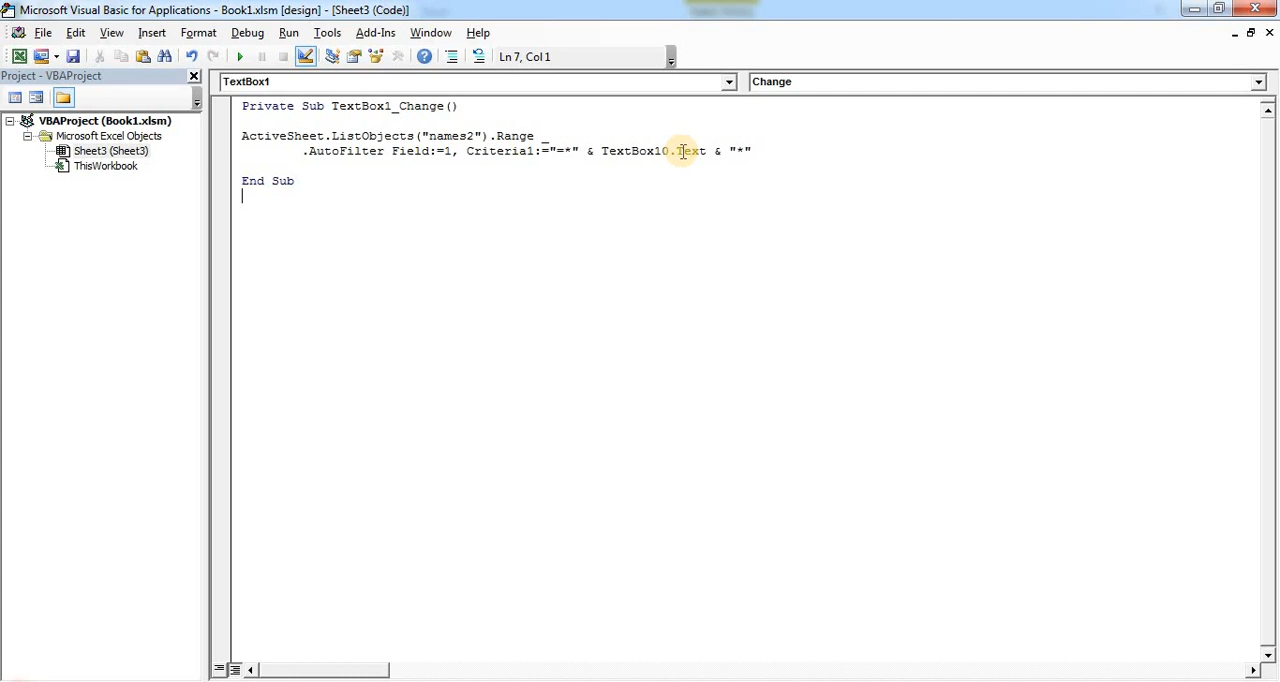 Microsoft Visual Basic for Applications - Book1.xlsm [design] - [Sheet3 (Code)]
File Edit View Insert Format Debug Run Tools Add-Ins Window Help
Ln 7, Col 1
Project - VBAProject
TextBox1 Change
VBAProject (Book1.xlsm)
Microsoft Excel Objects
Sheet3 (Sheet3)
ThisWorkbook
Private Sub TextBox1_Change()
ActiveSheet.ListObjects("names2").Range _
.AutoFilter Field:=1, Criteria1:="=*" & TextBox10.Text & "*"
End Sub